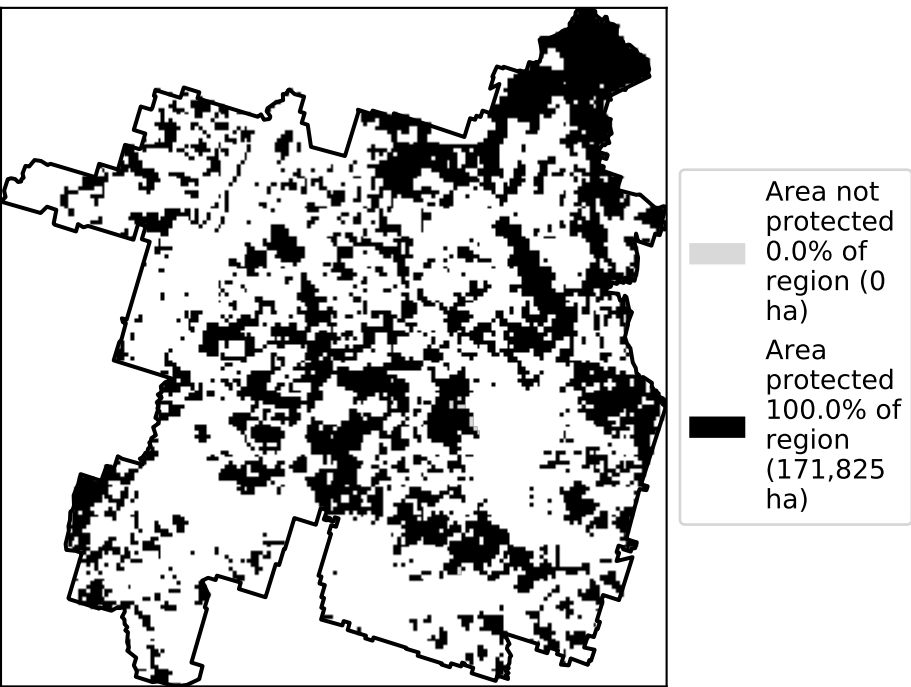 Area not
protected
0.0% of
region (0
ha)
Area
protected
100.0% of
region
(171,825
ha)